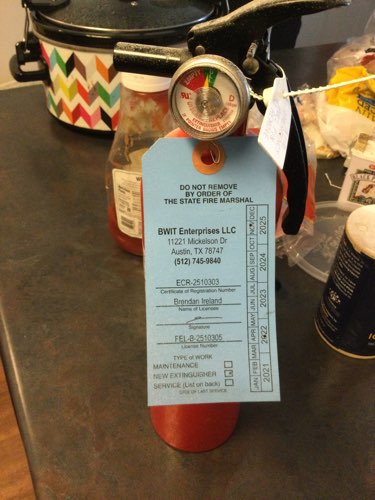 DO NOT REMOVE
BY ORDER OF
THE STATE FIRE MARSHAL
BWIT Enterprises LLC
11221 Mickelson Dr
Austin, TX 78747
(512) 745-9840
ECR-2510303
Certificate of Registration Number
Brendan Ireland
Name of Licensee
Signature
FEL-B-2510305
License Number
TYPE OF WORK
MAINTENANCE
NEW EXTINGUISHER
SERVICE (List on back)
JAN FEB MAR APR MAY JUN JUL AUG SEP OCT NOV DEC
2021 2022 2023 2024 2025